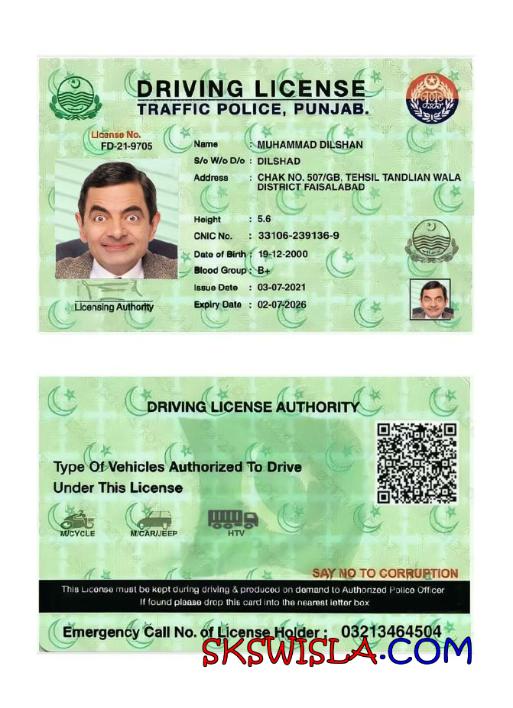 DRIVING LICENSE
TRAFFIC POLICE, PUNJAB.
License No.
FD-21-9705
Name : MUHAMMAD DILSHAN
S/o W/o D/o : DILSHAD
Address : CHAK NO. 507/GB, TEHSIL TANDLIAN WALA
DISTRICT FAISALABAD
Height : 5.6
CNIC No. : 33106-239136-9
Date of Birth : 19-12-2000
Blood Group : B+
Issue Date : 03-07-2021
Expiry Date : 02-07-2026
Licensing Authority
DRIVING LICENSE AUTHORITY
Type Of Vehicles Authorized To Drive
Under This License
M/CYCLE M/CAR/JEEP HTV
SAY NO TO CORRUPTION
This License must be kept during driving & produced on demand to Authorized Police Officer
If found please drop this card into the nearest letter box
Emergency Call No. of License Holder : 03213464504
SKSWISLA.COM